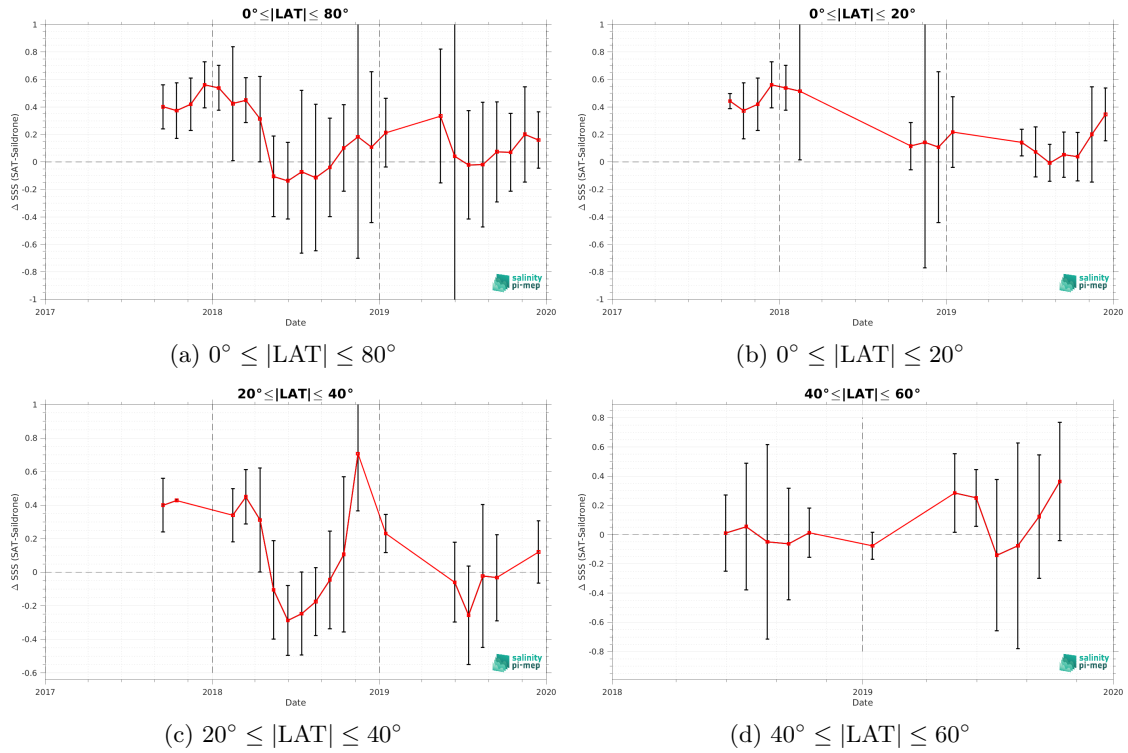 0°≤|LAT|≤ 80°
1
0.8
0.6
0.4
0.2
0
-0.2
-0.4
-0.6
-0.8
-1
Δ SSS (SAT-Saildrone)
2017
2018
2019
2020
Date
salinity
pi-mep
(a) 0° ≤ |LAT| ≤ 80°
0°≤|LAT|≤ 20°
1
0.8
0.6
0.4
0.2
0
-0.2
-0.4
-0.6
-0.8
-1
Δ SSS (SAT-Saildrone)
2017
2018
2019
2020
Date
salinity
pi-mep
(b) 0° ≤ |LAT| ≤ 20°
20°≤|LAT|≤ 40°
1
0.8
0.6
0.4
0.2
0
-0.2
-0.4
-0.6
Δ SSS (SAT-Saildrone)
2017
2018
2019
2020
Date
salinity
pi-mep
(c) 20° ≤ |LAT| ≤ 40°
40°≤|LAT|≤ 60°
0.8
0.6
0.4
0.2
0
-0.2
-0.4
-0.6
-0.8
Δ SSS (SAT-Saildrone)
2018
2019
2020
Date
salinity
pi-mep
(d) 40° ≤ |LAT| ≤ 60°